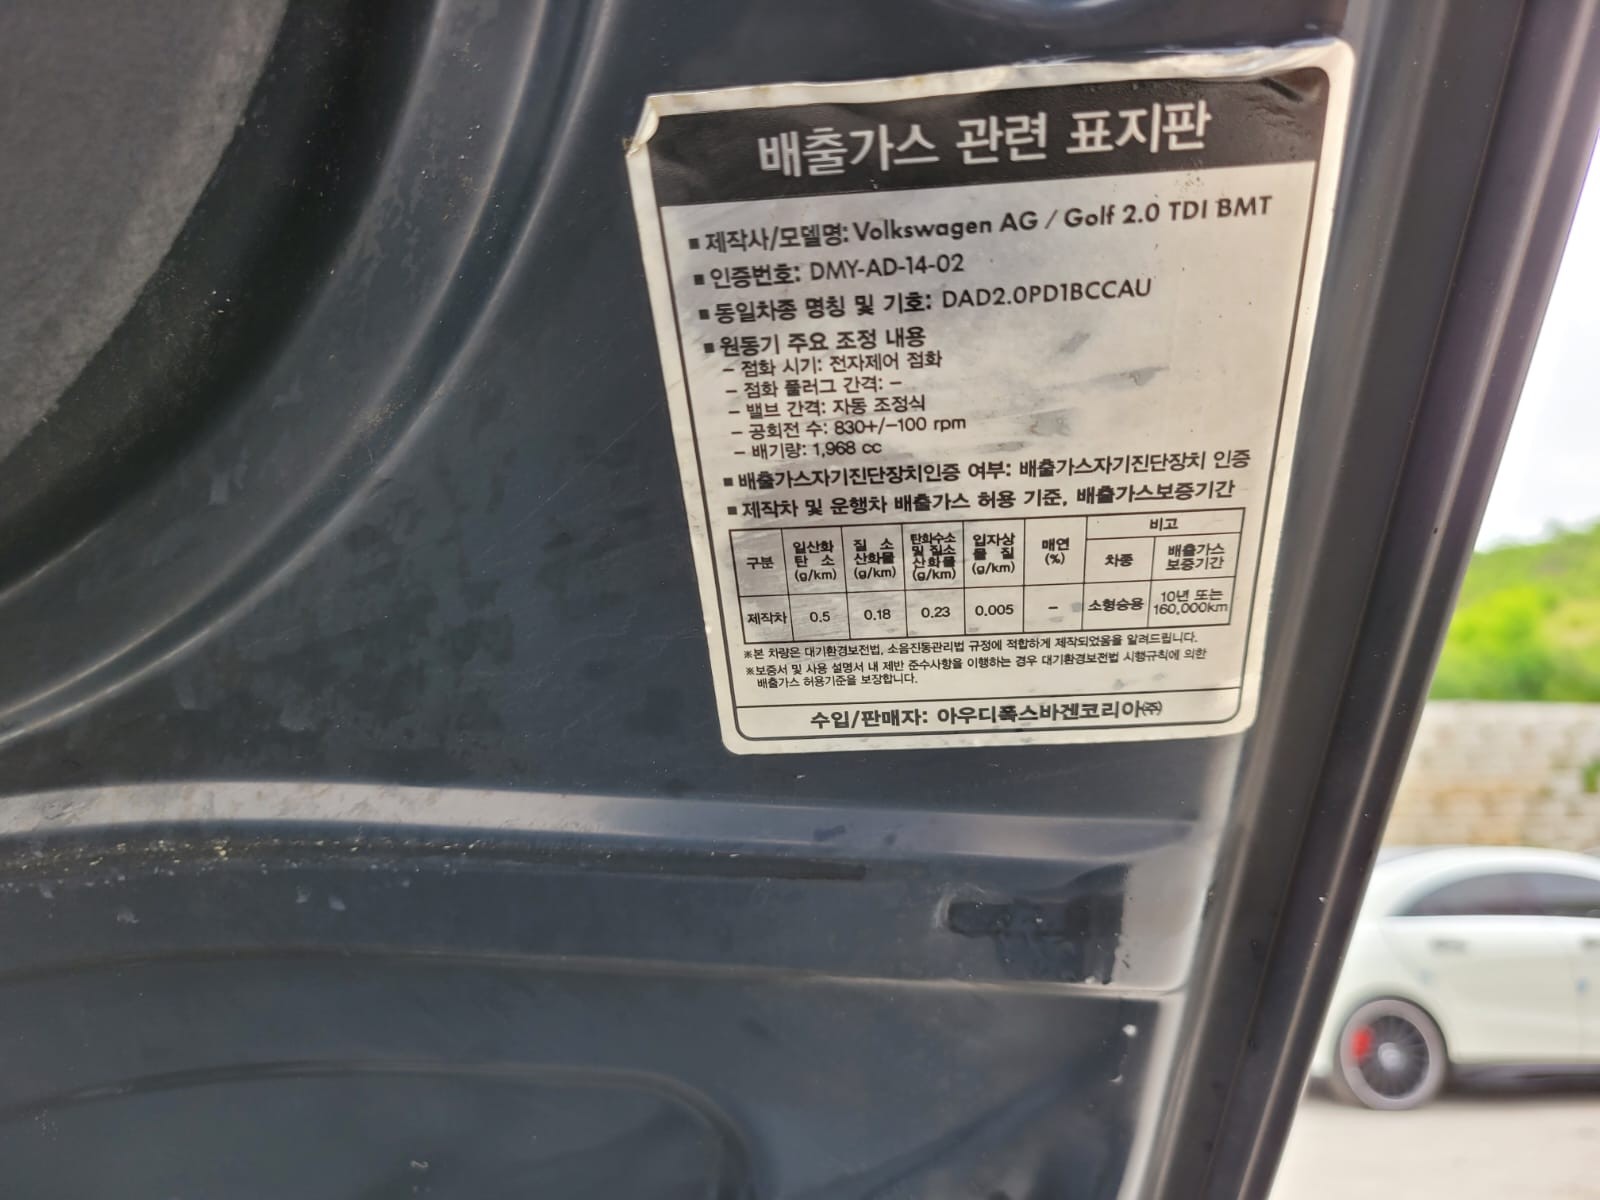 배출가스 관련 표지판
▪ 제작사/모델명: Volkswagen AG / Golf 2.0 TDI BMT
▪ 인증번호: DMY-AD-14-02
▪ 동일차종 명칭 및 기호: DAD2.0PD1BCCAU
▪ 원동기 주요 조정 내용
– 점화 시기: 전자제어 점화
– 점화 플러그 간격: –
– 밸브 간격: 자동 조정식
– 공회전 수: 830+/–100 rpm
– 배기량: 1,968 cc
▪ 배출가스자기진단장치인증 여부: 배출가스자기진단장치 인증
▪ 제작차 및 운행차 배출가스 허용 기준, 배출가스보증기간
구분 일산화 탄소 (g/km) 질소 산화물 (g/km) 탄화수소 및 질소 산화물 (g/km) 입자상 물질 (g/km) 매연 (%) 비고
차종 배출가스 보증기간
제작차 0.5 0.18 0.23 0.005 – 소형승용 10년 또는 160,000km
※본 차량은 대기환경보전법, 소음진동관리법 규정에 적합하게 제작되었음을 알려드립니다.
※보증서 및 사용 설명서 내 제반 준수사항을 이행하는 경우 대기환경보전법 시행규칙에 의한
배출가스 허용기준을 보장합니다.
수입/판매자: 아우디폭스바겐코리아㈜